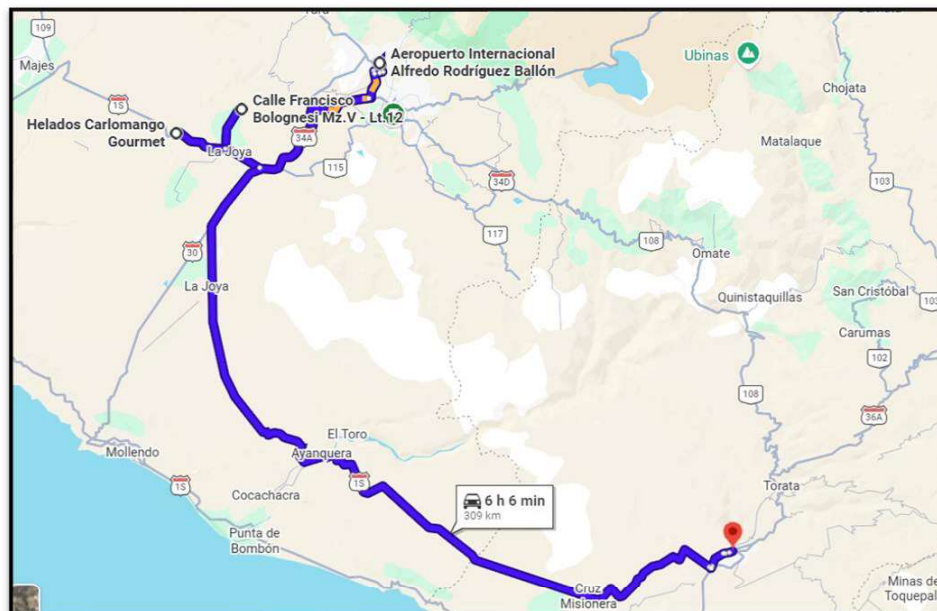 109
Majes
1S
Helados Carlomango
Gourmet
Calle Francisco
Bolognesi Mz.V - Lt.12
Aeropuerto Internacional
Alfredo Rodríguez Ballón
34A
La Joya
115
Ubinas
Chojata
Matalaque
103
34D
117
108
Omate
30
La Joya
Quinistaquillas
San Cristóbal
103
Carumas
102
108
36A
El Toro
Mollendo
Ayanquera
1S
Cocachacra
1S
Torata
6 h 6 min
309 km
Punta de
Bombón
Cruz
Misionera
Minas de
Toquepal